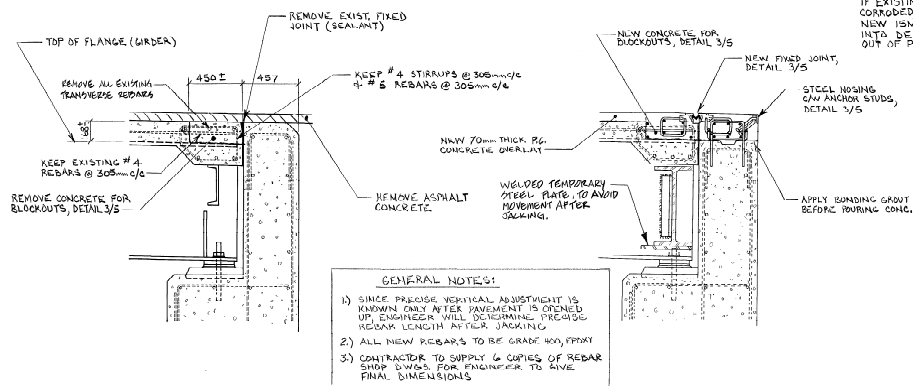 REMOVE EXIST. FIXED
JOINT (SEALANT)
TOP OF FLANGE (GIRDER)
REMOVE ALL EXISTING
TRANSVERSE REBARS
450±
457
KEEP #4 STIRRUPS @ 305mm c/c
& #5 REBARS @ 305mm c/c
KEEP EXISTING #4
REBARS @ 305mm c/c
REMOVE CONCRETE FOR
BLOCKOUTS, DETAIL 3/5
REMOVE ASPHALT
CONCRETE
NEW CONCRETE FOR
BLOCKOUTS, DETAIL 3/5
NEW FIXED JOINT,
DETAIL 3/5
STEEL NOSING
C/W ANCHOR STUDS,
DETAIL 3/5
NEW 70mm THICK P.G.
CONCRETE OVERLAY
WELDED TEMPORARY
STEEL PLATE, TO AVOID
MOVEMENT AFTER
JACKING.
APPLY BONDING GROUT
BEFORE POURING CONC.
IF EXISTIN
CORRODED
NEW 15M
INTO DE
OUT OF P
GENERAL NOTES:
1.) SINCE PRECISE VERTICAL ADJUSTMENT IS
KNOWN ONLY AFTER PAVEMENT IS OPENED
UP, ENGINEER WILL DETERMINE PRECISE
REBAR LENGTH AFTER JACKING
2.) ALL NEW REBARS TO BE GRADE 400, EPOXY
3.) CONTRACTOR TO SUPPLY 6 COPIES OF REBAR
SHOP DWGS. FOR ENGINEER TO GIVE
FINAL DIMENSIONS